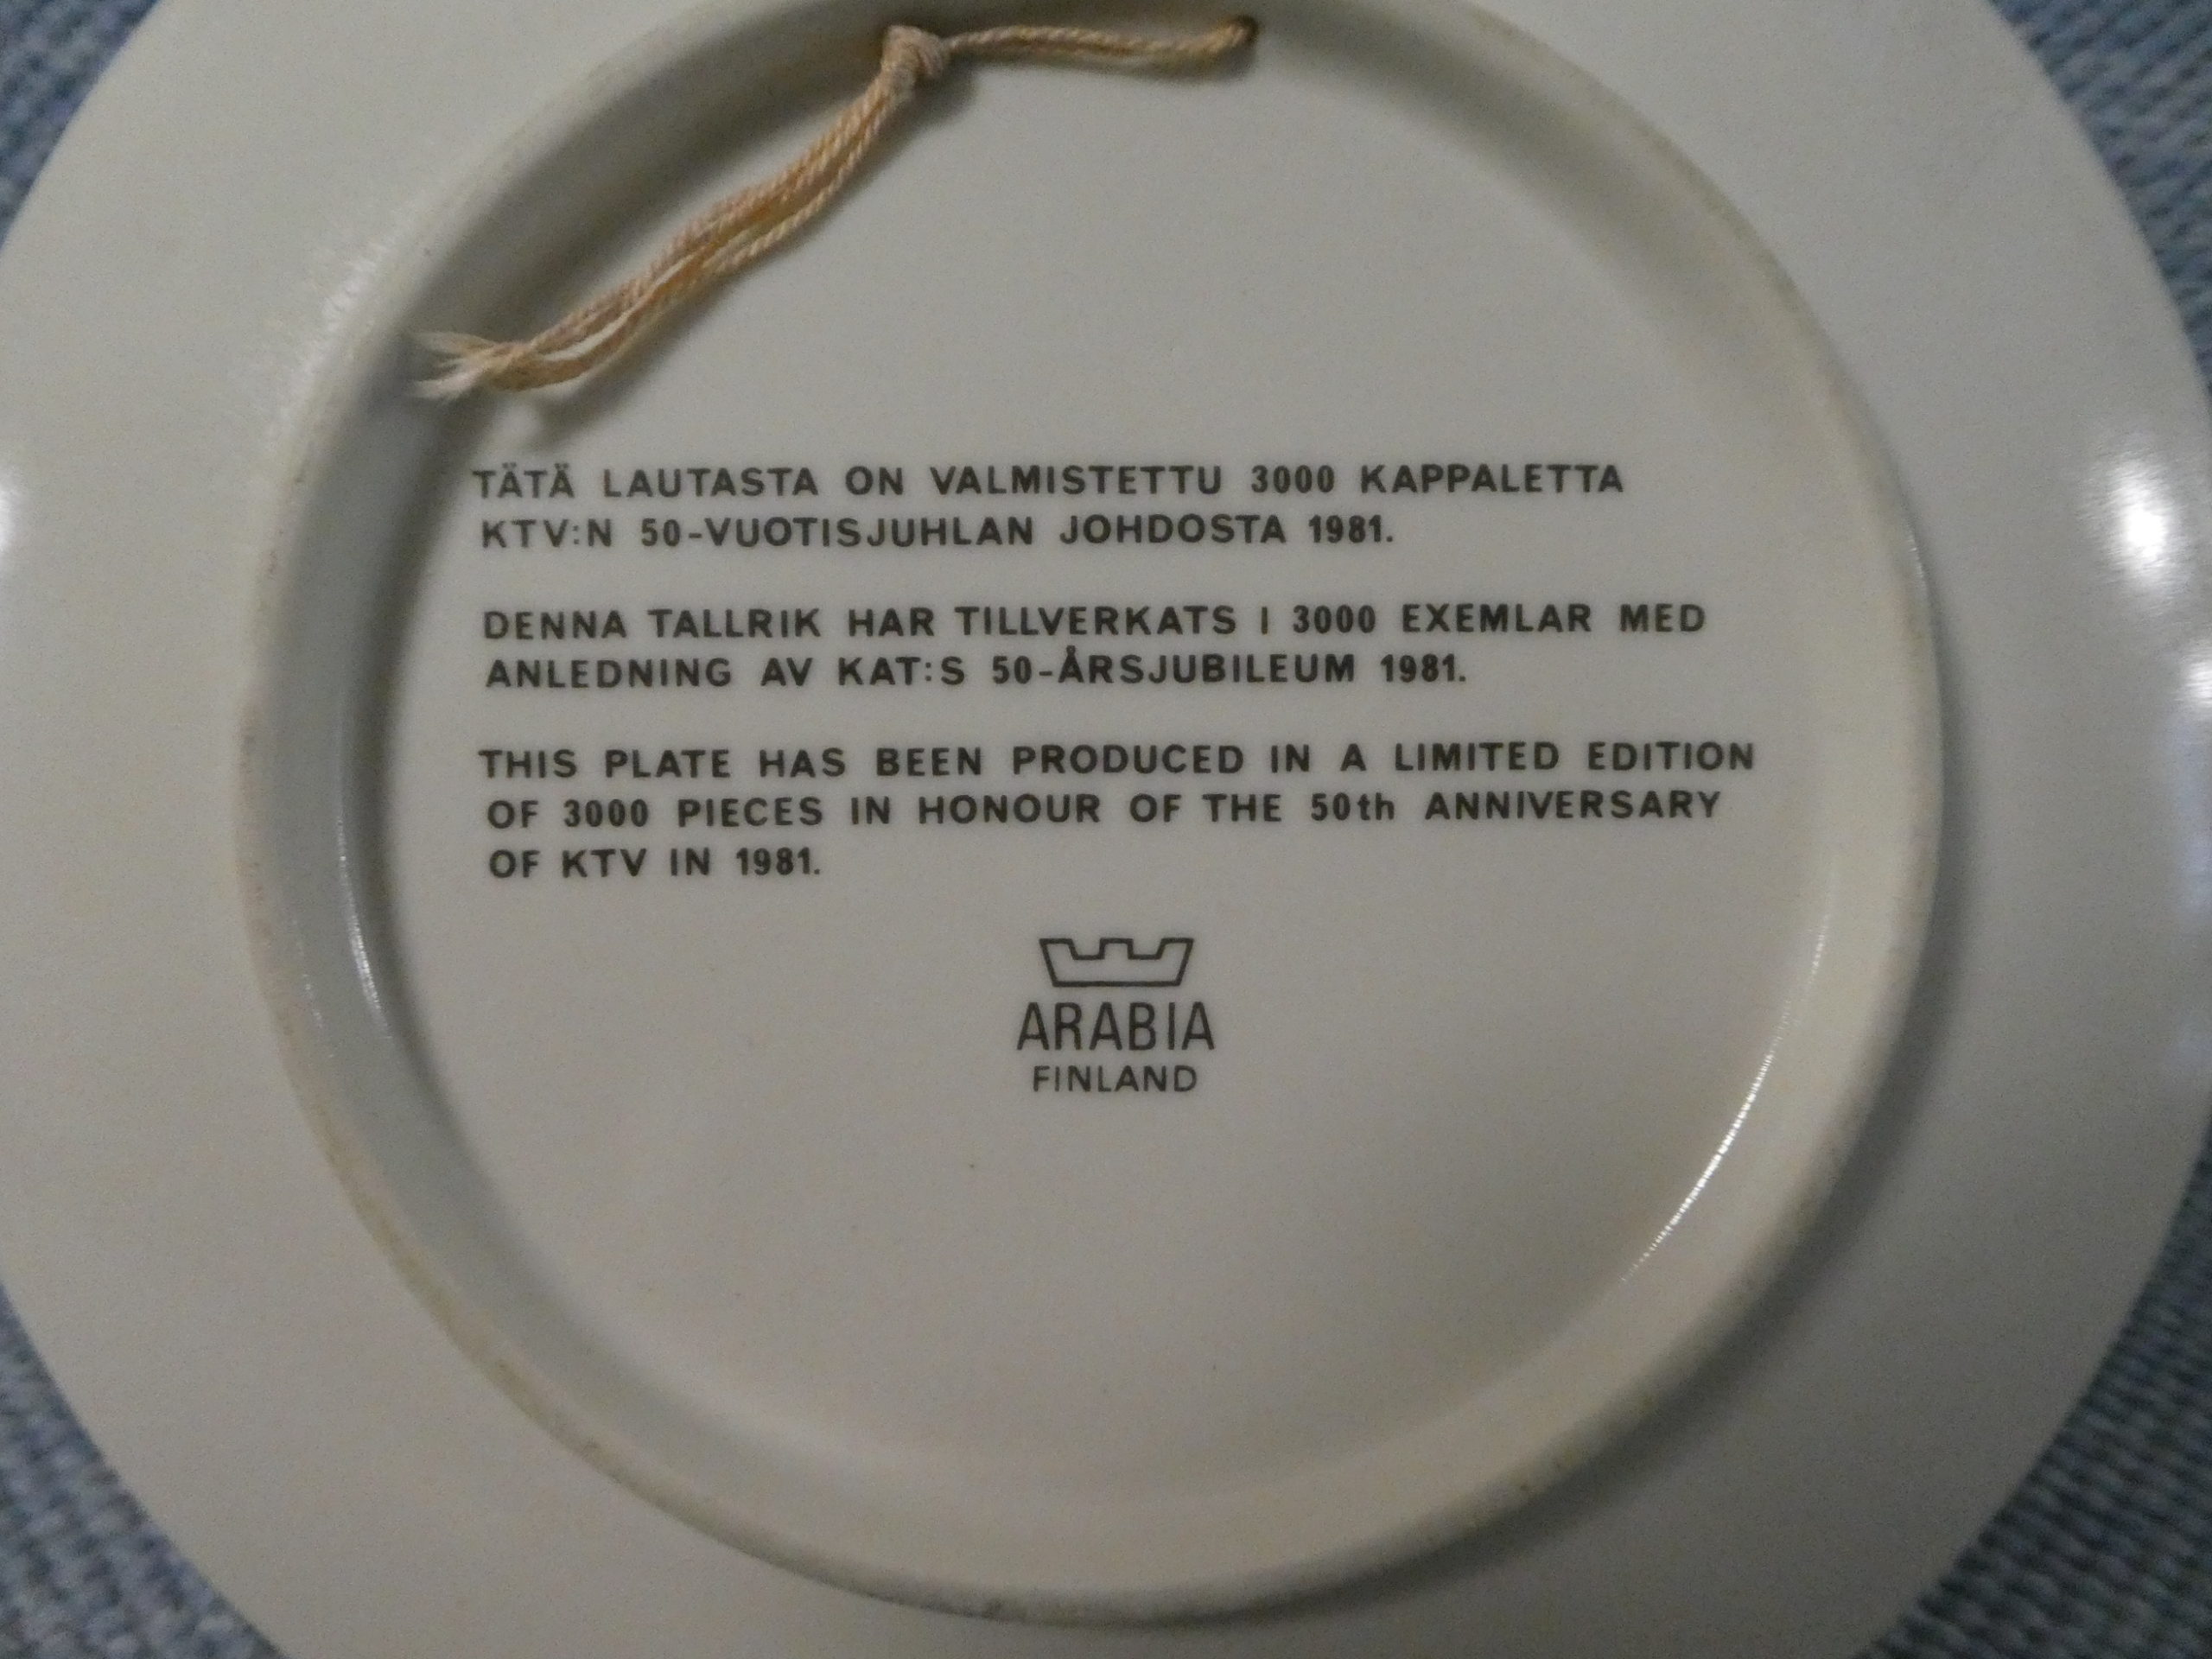 TÄTÄ LAUTASTA ON VALMISTETTU 3000 KAPPALETTA
KTV:N 50-VUOTISJUHLAN JOHDOSTA 1981.
DENNA TALLRIK HAR TILLVERKATS I 3000 EXEMLAR MED
ANLEDNING AV KAT:S 50-ÅRSJUBILEUM 1981.
THIS PLATE HAS BEEN PRODUCED IN A LIMITED EDITION
OF 3000 PIECES IN HONOUR OF THE 50th ANNIVERSARY
OF KTV IN 1981.
ARABIA
FINLAND